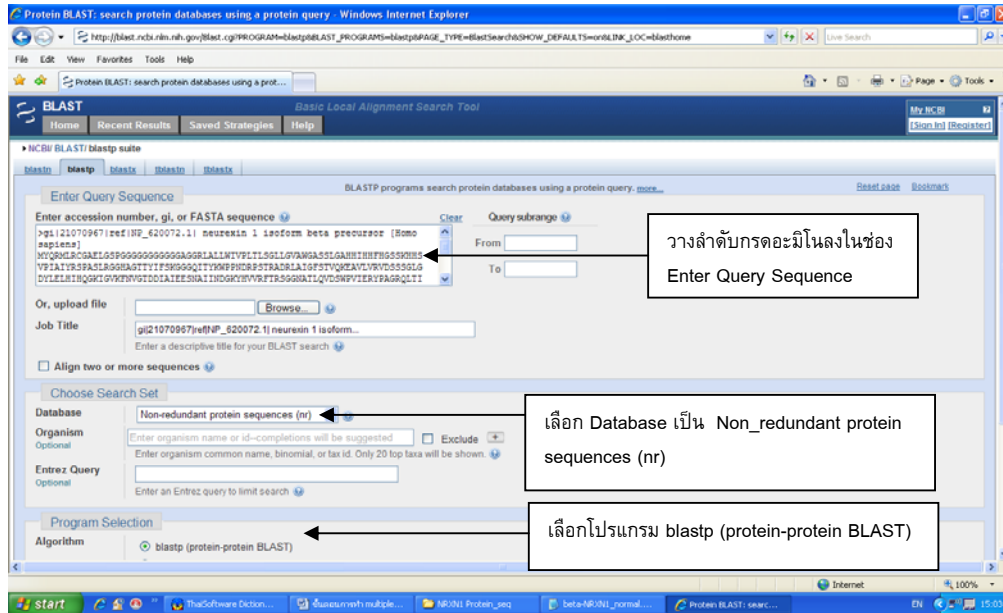 Protein BLAST: search protein databases using a protein query - Windows Internet Explorer
http://blast.ncbi.nlm.nih.gov/Blast.cgi?PROGRAM=blastp&BLAST_PROGRAMS=blastp&PAGE_TYPE=BlastSearch&SHOW_DEFAULTS=on&LINK_LOC=blasthome
Live Search
File Edit View Favorites Tools Help
Protein BLAST: search protein databases using a prot...
Page Tools
BLAST Basic Local Alignment Search Tool
My NCBI
Home Recent Results Saved Strategies Help
[Sign In] [Register]
NCBI/ BLAST/ blastp suite
blastn blastp blastx tblastn tblastx
BLASTP programs search protein databases using a protein query. more...
Reset page Bookmark
Enter Query Sequence
Enter accession number, gi, or FASTA sequence Clear Query subrange
>gi|21070967|ref|NP_620072.1| neurexin 1 isoform beta precursor [Homo
sapiens]
From
To
วางลำดับกรดอะมิโนลงในช่อง
Enter Query Sequence
Or, upload file Browse...
Job Title gi|21070967|ref|NP_620072.1| neurexin 1 isoform...
Enter a descriptive title for your BLAST search
Align two or more sequences
Choose Search Set
Database Non-redundant protein sequences (nr)
Organism
Optional
Enter organism name or id--completions will be suggested Exclude
Enter organism common name, binomial, or tax id. Only 20 top taxa will be shown.
เลือก Database เป็น Non_redundant protein
sequences (nr)
Entrez Query
Optional
Enter an Entrez query to limit search
Program Selection
Algorithm blastp (protein-protein BLAST)
เลือกโปรแกรม blastp (protein-protein BLAST)
Internet 100%
start ThaiSoftware Diction... ขั้นตอนการทำ multiple... NRXN1 Protein_seq beta-NRXN1_normal.... Protein BLAST: searc... EN